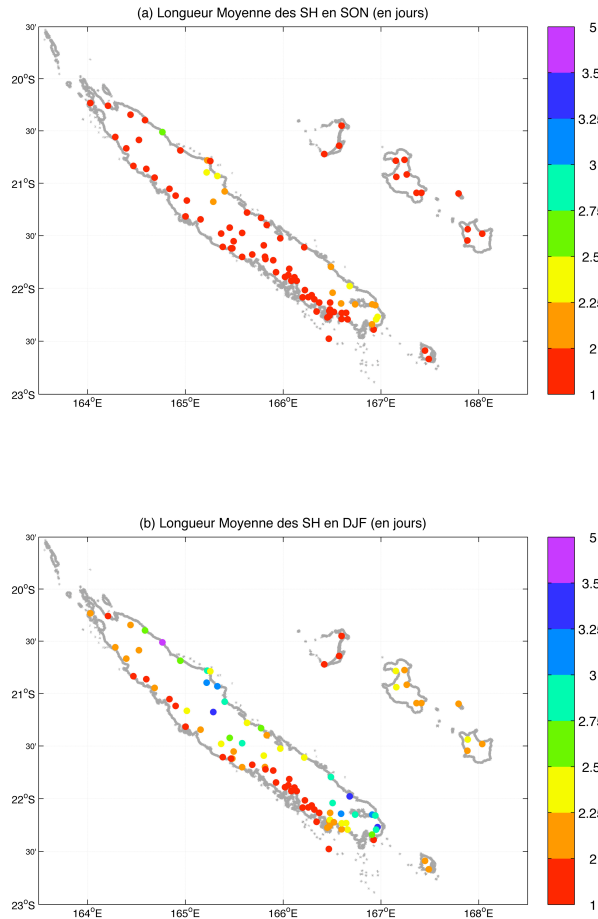 (a) Longueur Moyenne des SH en SON (en jours)
30'
20°S
30'
21°S
30'
22°S
30'
23°S
164°E
165°E
166°E
167°E
168°E
5
3.5
3.25
3
2.75
2.5
2.25
2
1
(b) Longueur Moyenne des SH en DJF (en jours)
30'
20°S
30'
21°S
30'
22°S
30'
23°S
164°E
165°E
166°E
167°E
168°E
5
3.5
3.25
3
2.75
2.5
2.25
2
1